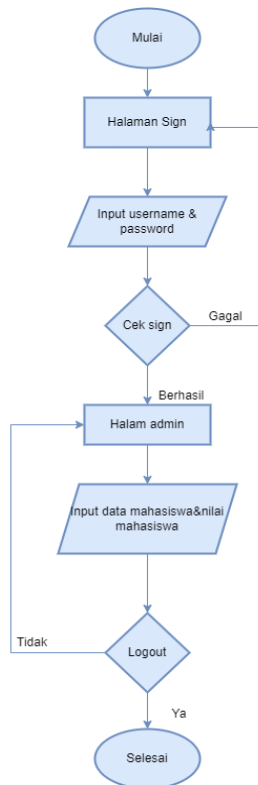 Mulai
Halaman Sign
Input username &
password
Cek sign
Gagal
Berhasil
Halam admin
Input data mahasiswa&nilai
mahasiswa
Tidak
Logout
Ya
Selesai